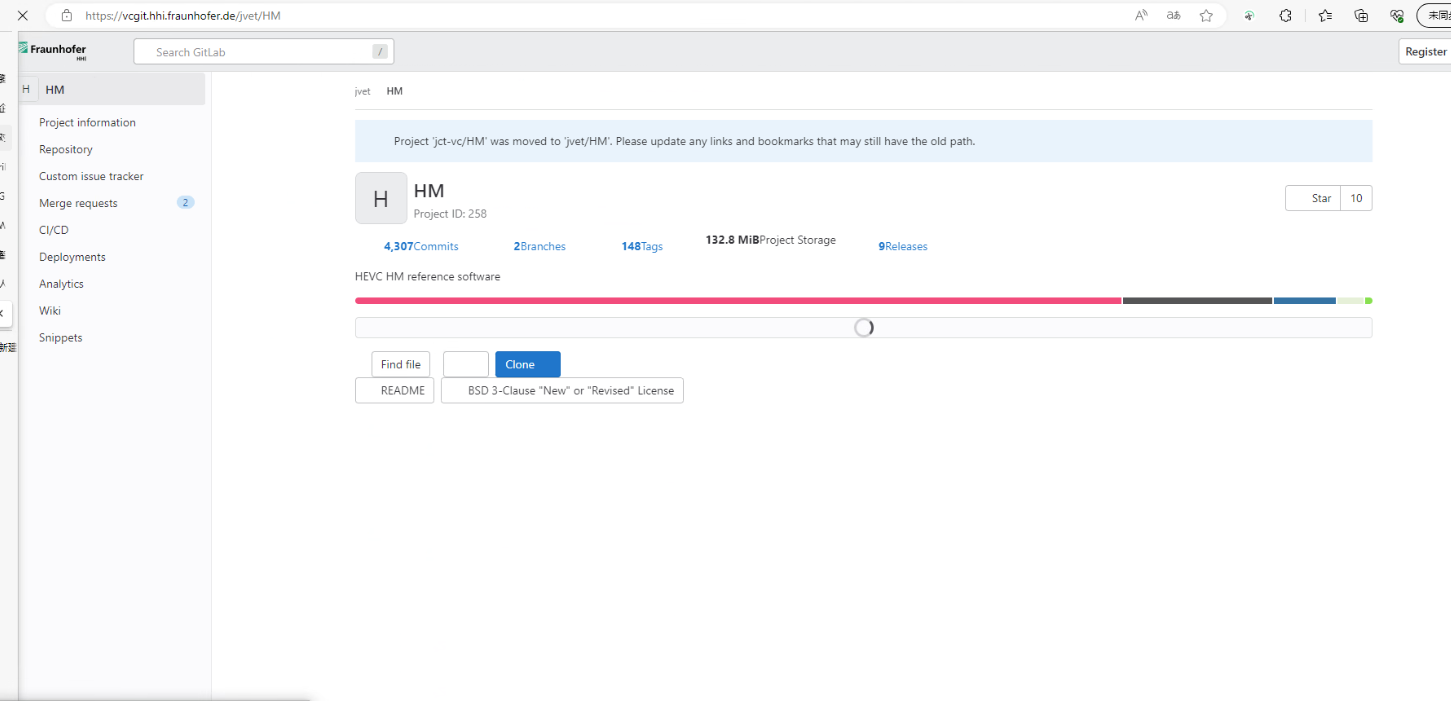 https://vcgit.hhi.fraunhofer.de/jvet/HM
Fraunhofer
HHI
Search GitLab
/
Register
H HM
Project information
Repository
Custom issue tracker
Merge requests 2
CI/CD
Deployments
Analytics
Wiki
Snippets
jvet HM
Project 'jct-vc/HM' was moved to 'jvet/HM'. Please update any links and bookmarks that may still have the old path.
H
HM
Project ID: 258
Star 10
4,307Commits 2Branches 148Tags 132.8 MiBProject Storage 9Releases
HEVC HM reference software
Find file Clone
README BSD 3-Clause "New" or "Revised" License